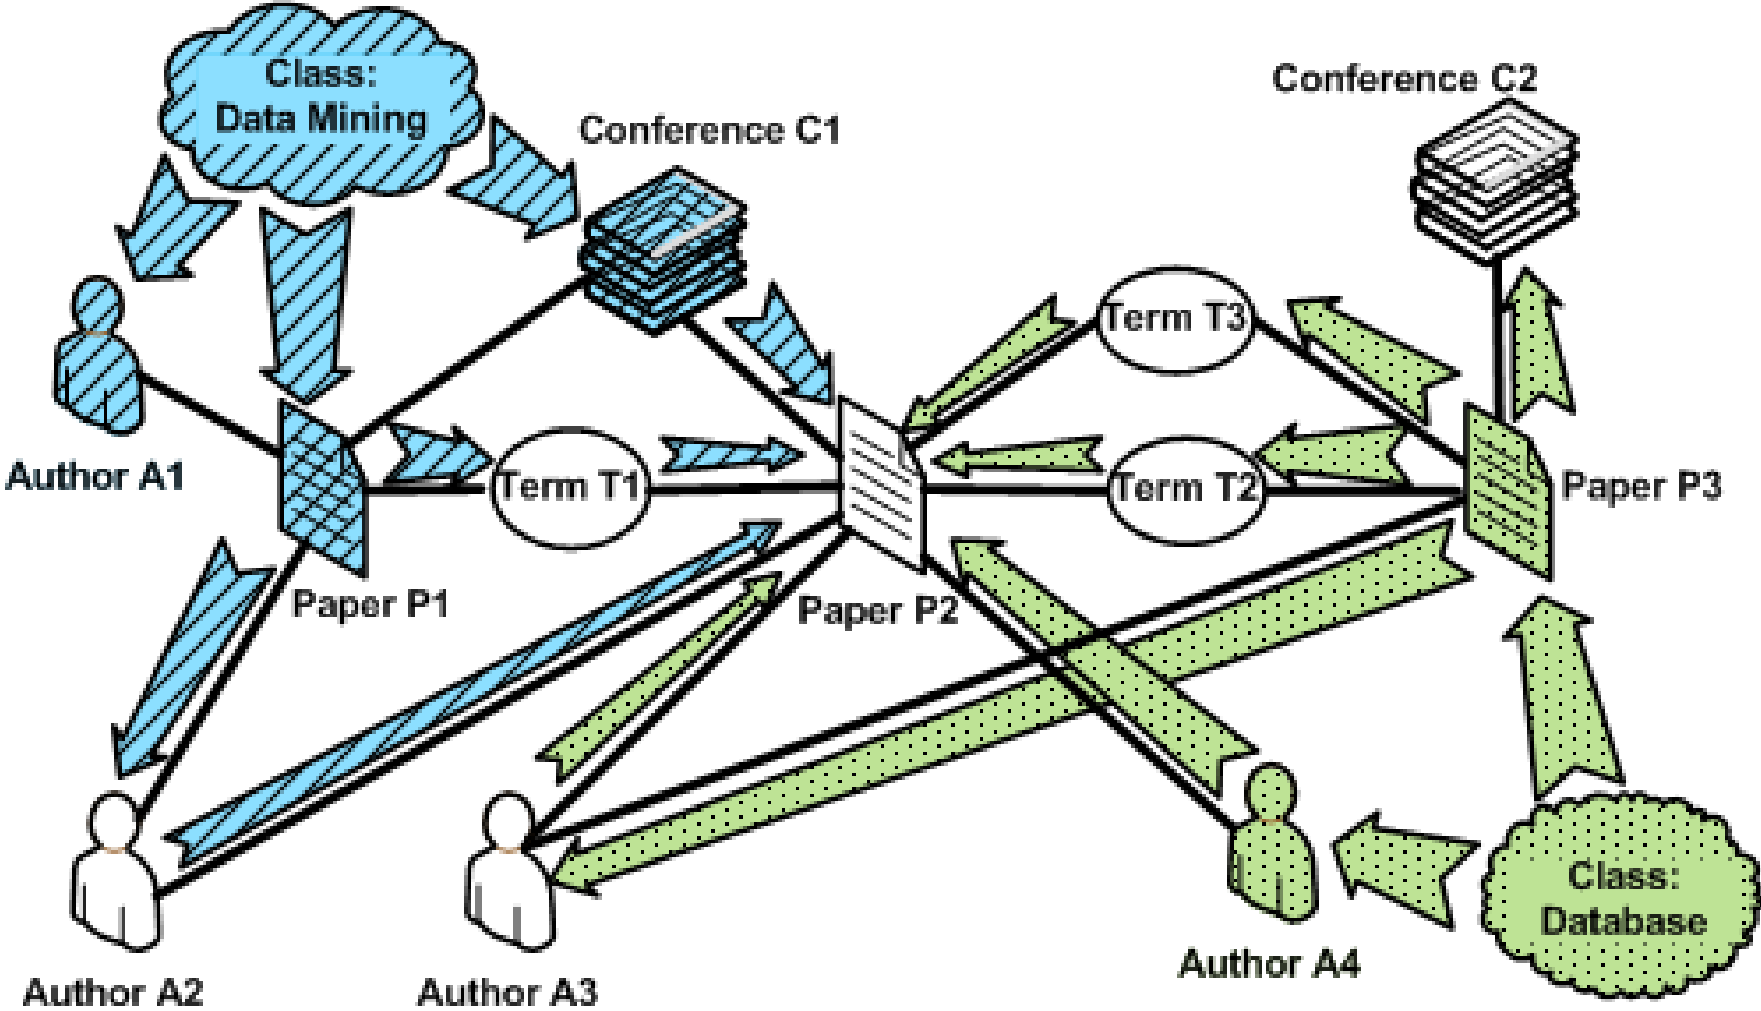 Class:
Data Mining
Conference C1
Conference C2
Term T3
Author A1
Term T1
Term T2
Paper P3
Paper P1
Paper P2
Class:
Database
Author A2
Author A3
Author A4